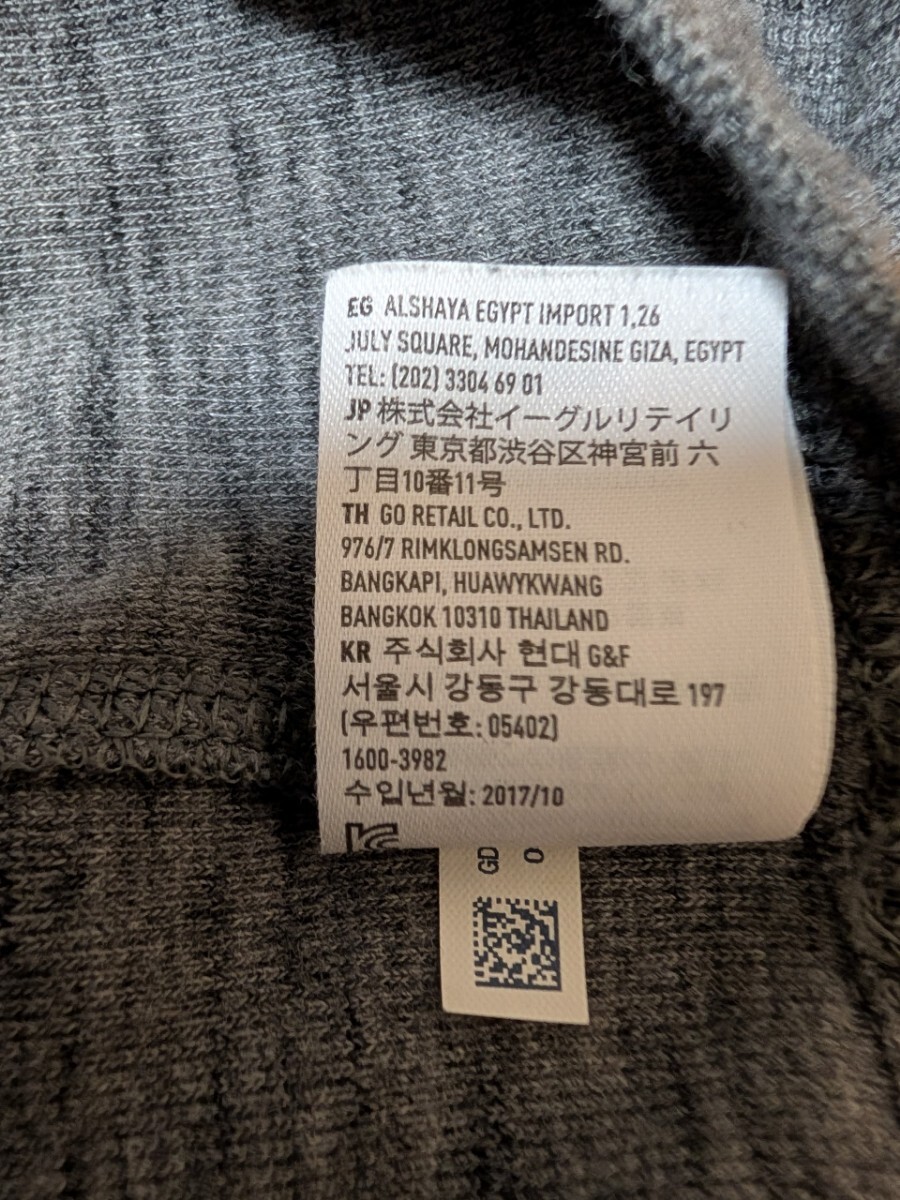 EG ALSHAYA EGYPT IMPORT 1,26
JULY SQUARE, MOHANDESINE GIZA, EGYPT
TEL: (202) 3304 69 01
JP 株式会社イーグルリテイリ
ング 東京都渋谷区神宮前 六
丁目10番11号
TH GO RETAIL CO., LTD.
976/7 RIMKLONGSAMSEN RD.
BANGKAPI, HUAWYKWANG
BANGKOK 10310 THAILAND
KR 주식회사 현대 G&F
서울시 강동구 강동대로 197
(우편번호: 05402)
1600-3982
수입년월: 2017/10
GD
O